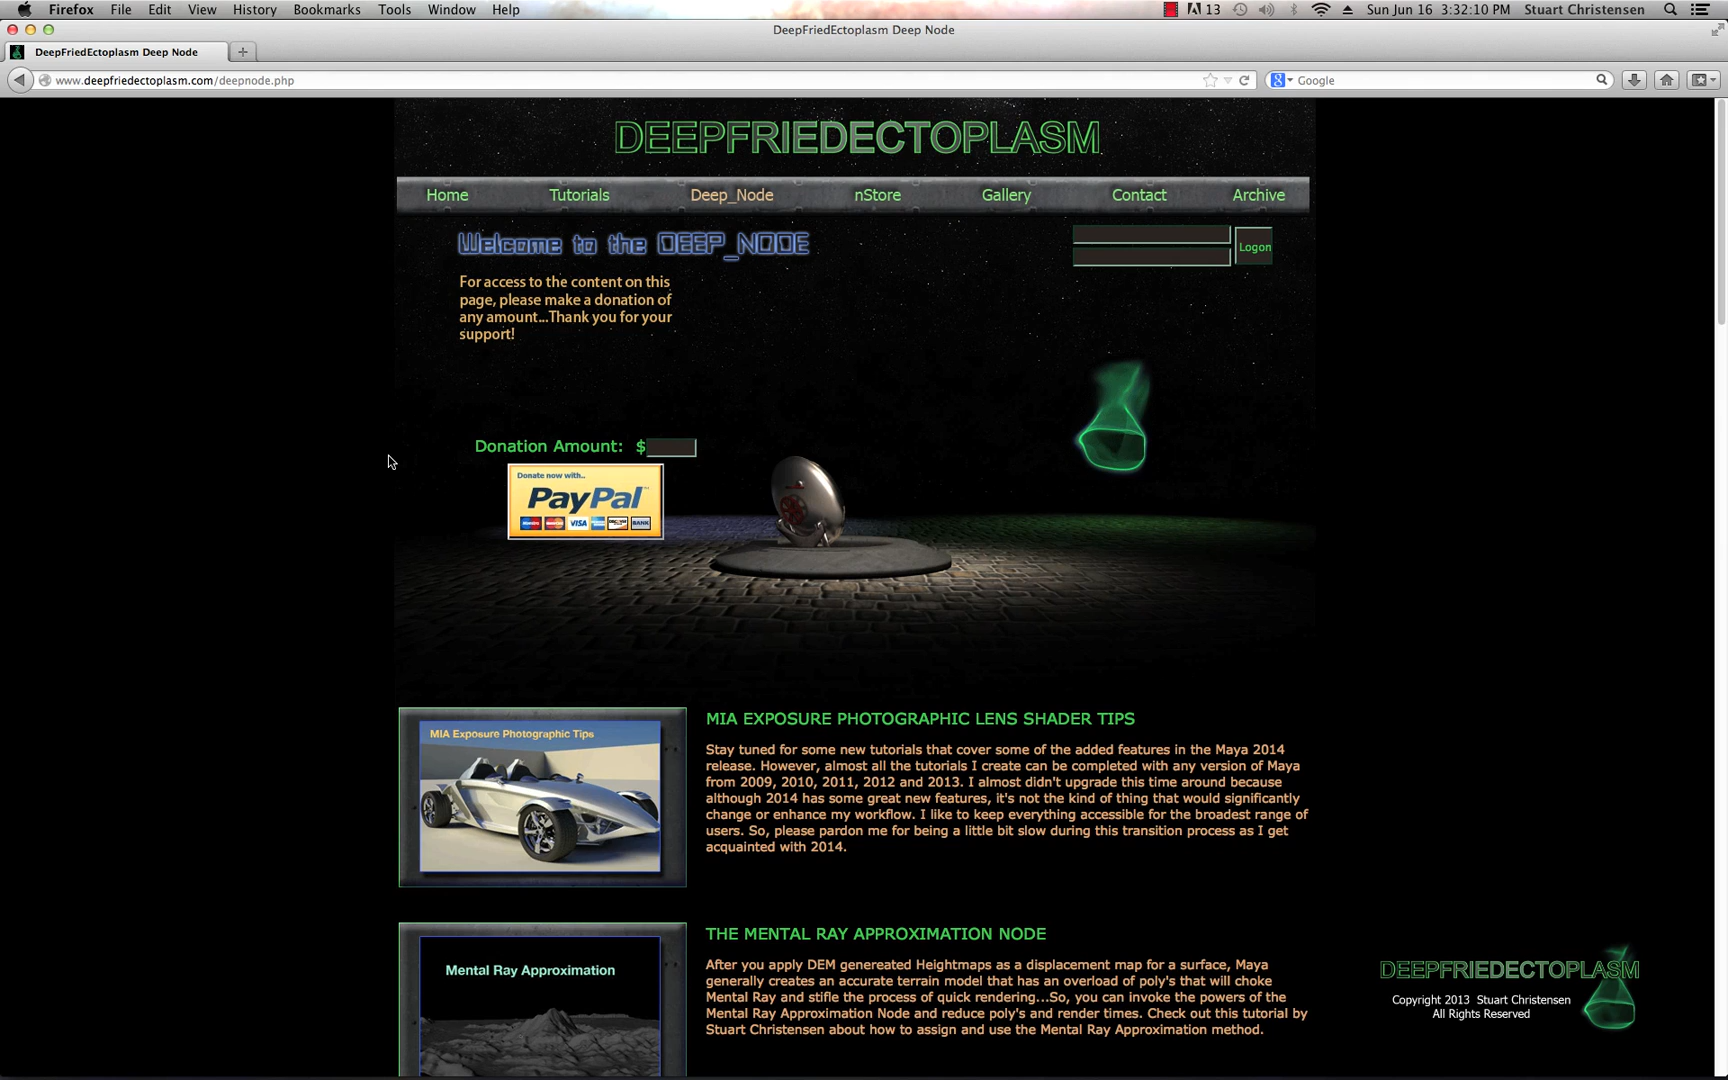 Firefox File Edit View History Bookmarks Tools Window Help 13 Sun Jun 16 3:32:10 PM Stuart Christensen
DeepFriedEctoplasm Deep Node
DeepFriedEctoplasm Deep Node
www.deepfriedectoplasm.com/deepnode.php
Google
DEEPFRIEDECTOPLASM
Home Tutorials Deep_Node nStore Gallery Contact Archive
Welcome to the DEEP_NODE
Logon
For access to the content on this
page, please make a donation of
any amount...Thank you for your
support!
Donation Amount: $
Donate now with..
PayPal
VISA BANK
MIA Exposure Photographic Tips
MIA EXPOSURE PHOTOGRAPHIC LENS SHADER TIPS
Stay tuned for some new tutorials that cover some of the added features in the Maya 2014
release. However, almost all the tutorials I create can be completed with any version of Maya
from 2009, 2010, 2011, 2012 and 2013. I almost didn't upgrade this time around because
although 2014 has some great new features, it's not the kind of thing that would significantly
change or enhance my workflow. I like to keep everything accessible for the broadest range of
users. So, please pardon me for being a little bit slow during this transition process as I get
acquainted with 2014.
Mental Ray Approximation
THE MENTAL RAY APPROXIMATION NODE
After you apply DEM genereated Heightmaps as a displacement map for a surface, Maya
generally creates an accurate terrain model that has an overload of poly's that will choke
Mental Ray and stifle the process of quick rendering...So, you can invoke the powers of the
Mental Ray Approximation Node and reduce poly's and render times. Check out this tutorial by
Stuart Christensen about how to assign and use the Mental Ray Approximation method.
DEEPFRIEDECTOPLASM
Copyright 2013 Stuart Christensen
All Rights Reserved